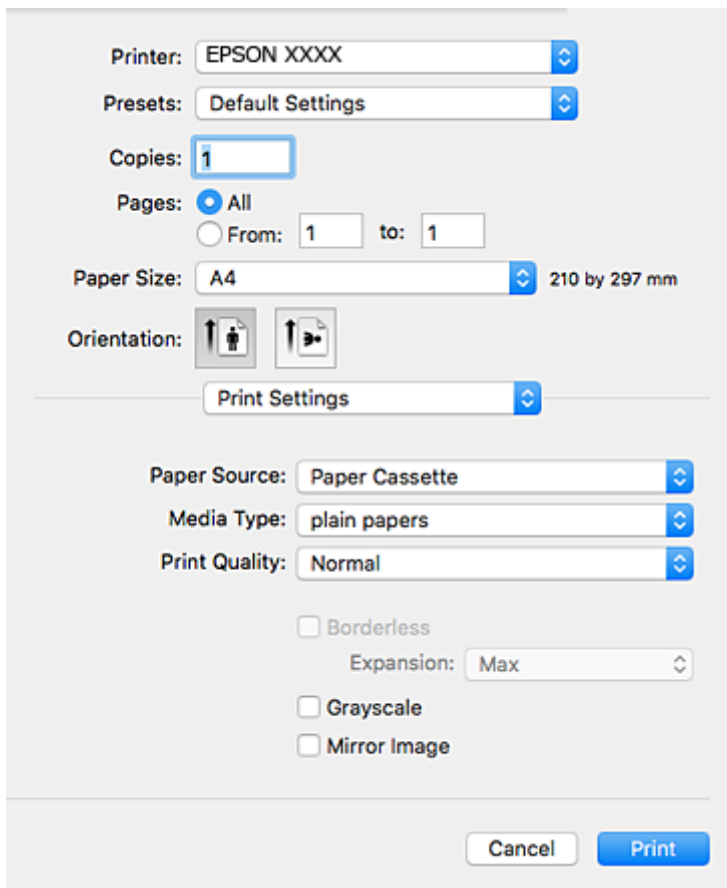 Printer: EPSON XXXX
Presets: Default Settings
Copies: 1
Pages: All
From: 1 to: 1
Paper Size: A4 210 by 297 mm
Orientation:
Print Settings
Paper Source: Paper Cassette
Media Type: plain papers
Print Quality: Normal
Borderless
Expansion: Max
Grayscale
Mirror Image
Cancel Print